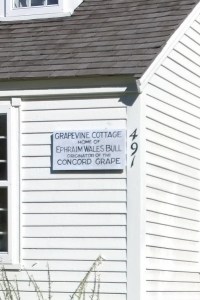 GRAPEVINE COTTAGE
HOME OF
EPHRAIM WALES BULL
ORIGINATOR OF THE
CONCORD GRAPE
491